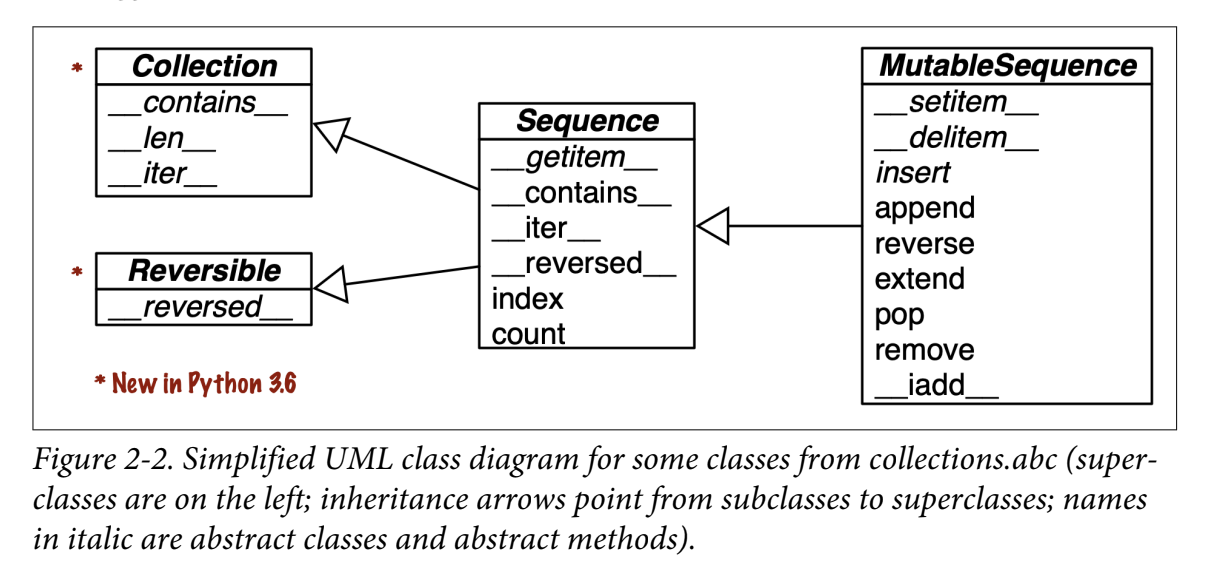 * Collection
__contains__
__len__
__iter__
* Reversible
__reversed__
* New in Python 3.6
Sequence
__getitem__
__contains__
__iter__
__reversed__
index
count
MutableSequence
__setitem__
__delitem__
insert
append
reverse
extend
pop
remove
__iadd__
Figure 2-2. Simplified UML class diagram for some classes from collections.abc (super-
classes are on the left; inheritance arrows point from subclasses to superclasses; names
in italic are abstract classes and abstract methods).